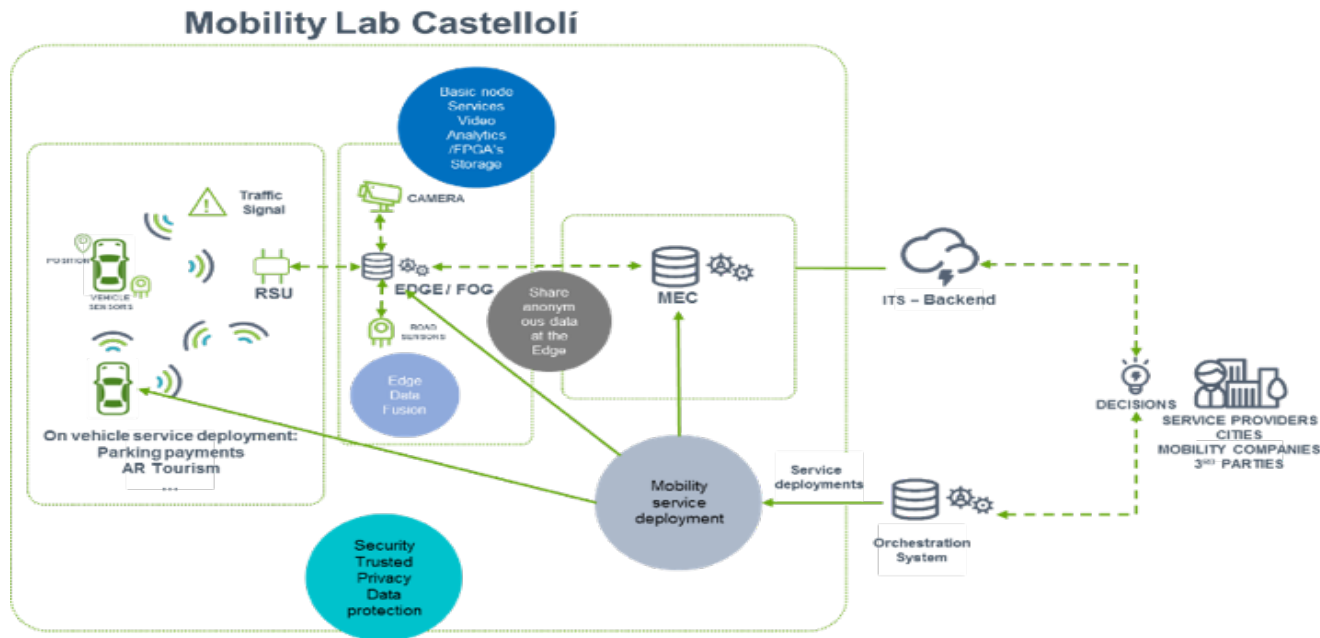 Mobility Lab Castellolí
Basic node
Services
Video
Analytics
/FPGA's
Storage
Traffic
Signal
CAMERA
POSITION
VEHICLE
SENSORS
RSU
EDGE / FOG
ROAD
SENSORS
Share
anonym
ous data
at the
Edge
MEC
ITS – Backend
Edge
Data
Fusion
DECISIONS
SERVICE PROVIDERS
CITIES
MOBILITY COMPANIES
3RD PARTIES
On vehicle service deployment:
Parking payments
AR Tourism
...
Mobility
service
deployment
Service
deployments
Orchestration
System
Security
Trusted
Privacy
Data
protection